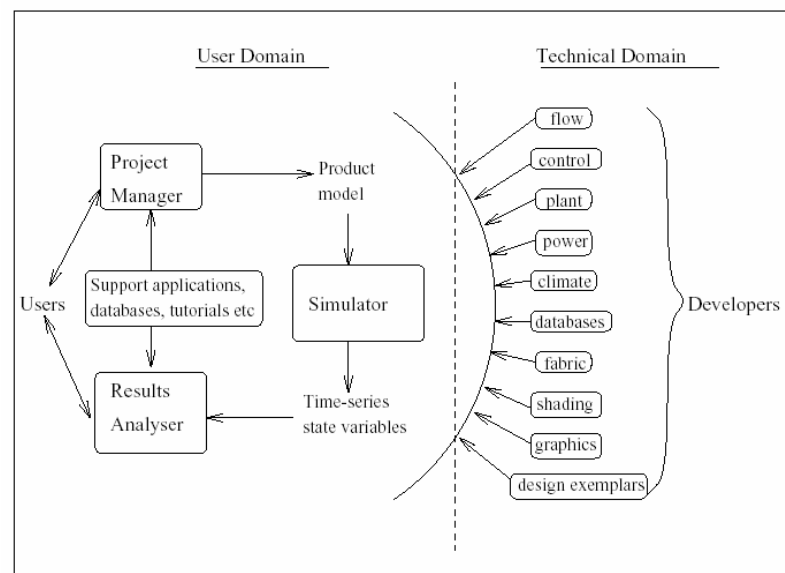 User Domain
Technical Domain
Project
Manager
Product
model
Users
Support applications,
databases, tutorials etc
Simulator
Results
Analyser
Time-series
state variables
flow
control
plant
power
climate
databases
fabric
shading
graphics
design exemplars
Developers